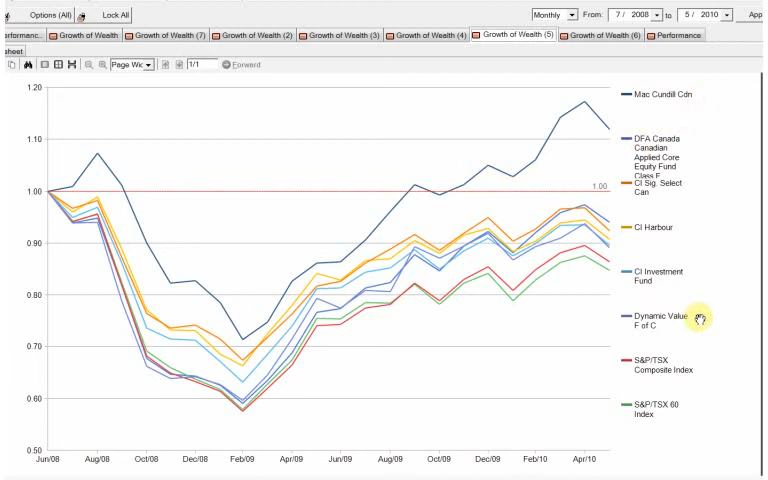 Options (All) Lock All Monthly From: 7 / 2008 to 5 / 2010 App
erformanc... Growth of Wealth Growth of Wealth (7) Growth of Wealth (2) Growth of Wealth (3) Growth of Wealth (4) Growth of Wealth (5) Growth of Wealth (6) Performance
sheet
Page Wic 1/1 Forward
1.20
1.10
1.00
0.90
0.80
0.70
0.60
0.50
1.00
Jun/08 Aug/08 Oct/08 Dec/08 Feb/09 Apr/09 Jun/09 Aug/09 Oct/09 Dec/09 Feb/10 Apr/10
Mac Cundill Cdn
DFA Canada
Canadian
Applied Core
Equity Fund
Class F
CI Sig. Select
Can
CI Harbour
CI Investment
Fund
Dynamic Value
F of C
S&P/TSX
Composite Index
S&P/TSX 60
Index